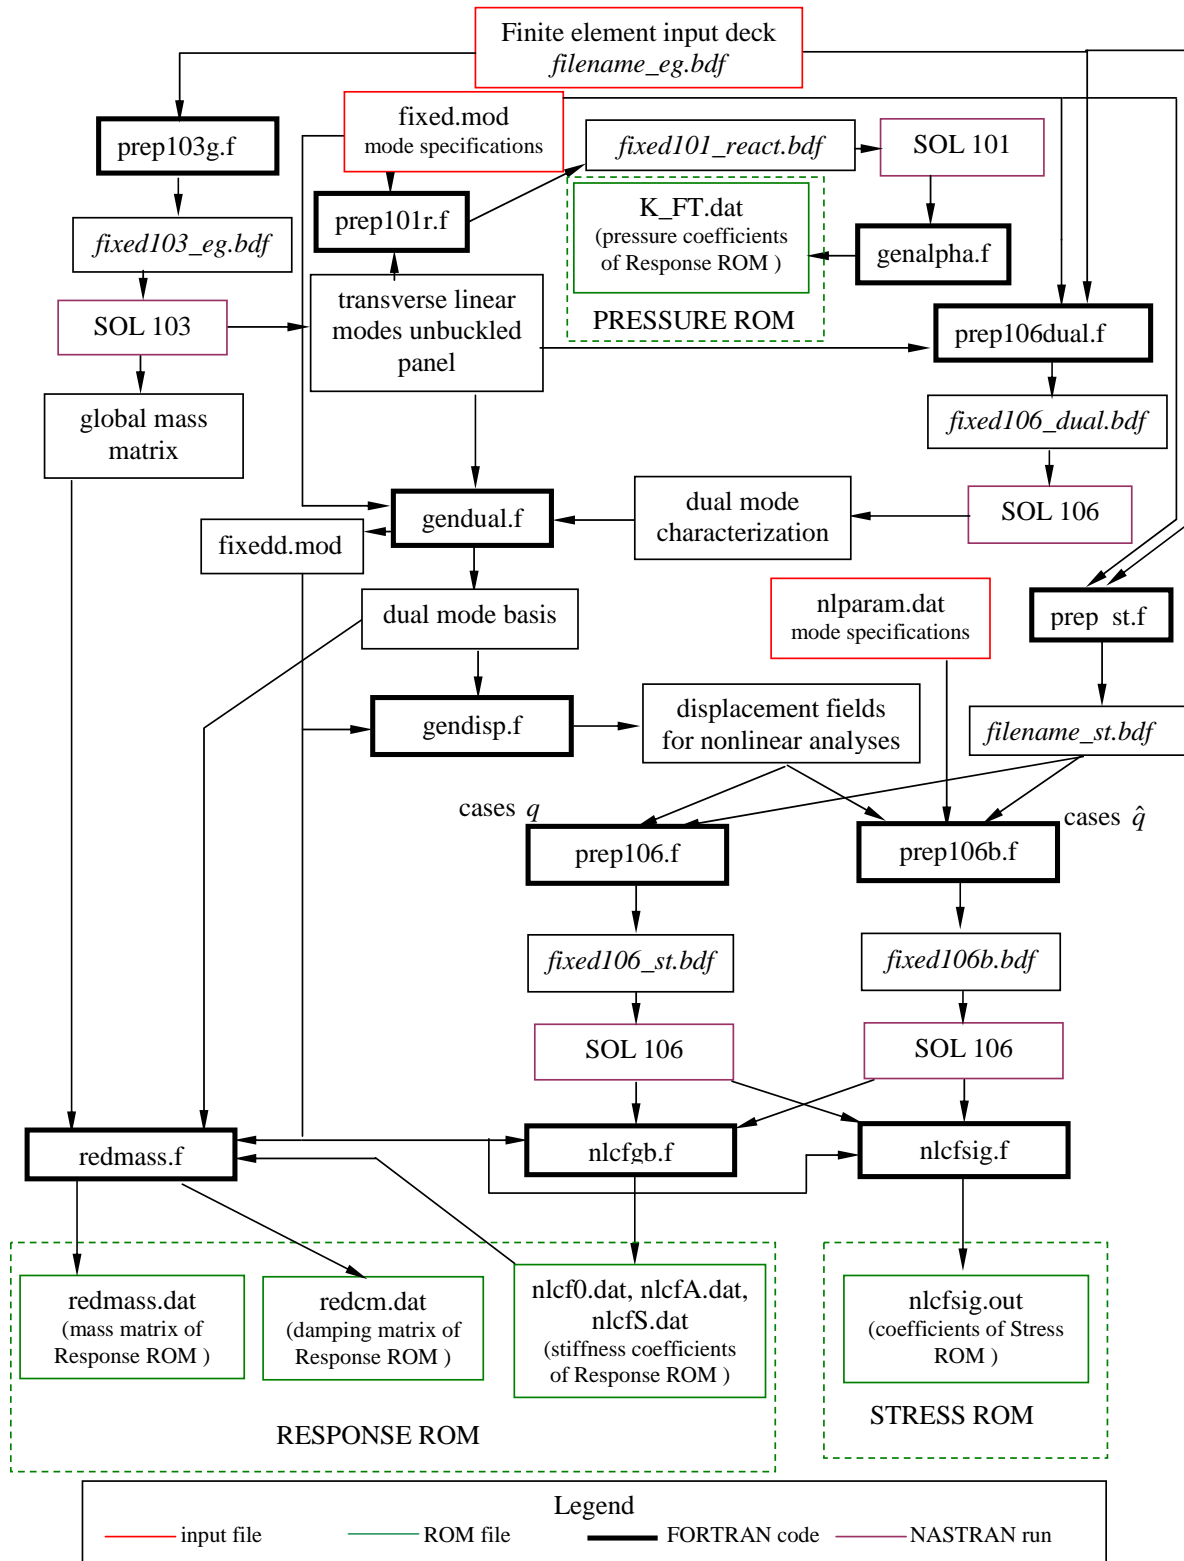 Finite element input deck
filename_eg.bdf
fixed.mod
mode specifications
prep103g.f
fixed101_react.bdf
SOL 101
prep101r.f
K_FT.dat
(pressure coefficients
of Response ROM )
genalpha.f
fixed103_eg.bdf
transverse linear
modes unbuckled
panel
PRESSURE ROM
SOL 103
prep106dual.f
global mass
matrix
fixed106_dual.bdf
gendual.f
dual mode
characterization
SOL 106
fixedd.mod
dual mode basis
nlparam.dat
mode specifications
prep_st.f
gendisp.f
displacement fields
for nonlinear analyses
filename_st.bdf
cases q
cases q̂
prep106.f
prep106b.f
fixed106_st.bdf
fixed106b.bdf
SOL 106
SOL 106
redmass.f
nlcfgb.f
nlcfsig.f
redmass.dat
(mass matrix of
Response ROM )
redcm.dat
(damping matrix of
Response ROM )
nlcf0.dat, nlcfA.dat,
nlcfS.dat
(stiffness coefficients
of Response ROM )
nlcfsig.out
(coefficients of Stress
ROM )
RESPONSE ROM
STRESS ROM
Legend
input file
ROM file
FORTRAN code
NASTRAN run